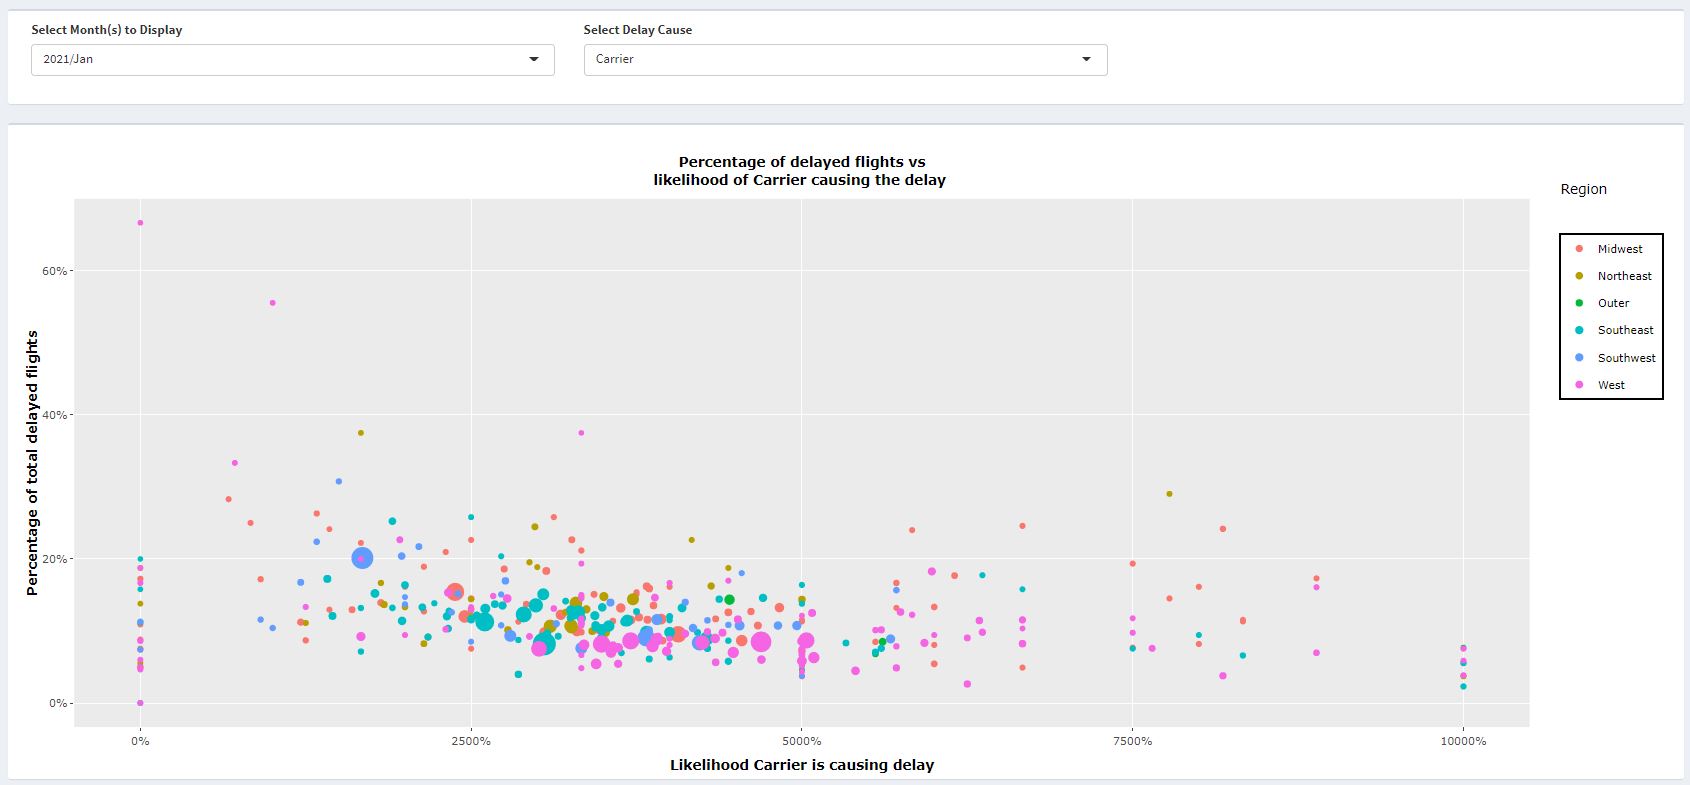 Select Month(s) to Display
Select Delay Cause
2021/Jan
Carrier
Percentage of delayed flights vs
likelihood of Carrier causing the delay
Region
Midwest
Northeast
Outer
Southeast
Southwest
West
Percentage of total delayed flights
60%
40%
20%
0%
0%
2500%
5000%
7500%
10000%
Likelihood Carrier is causing delay